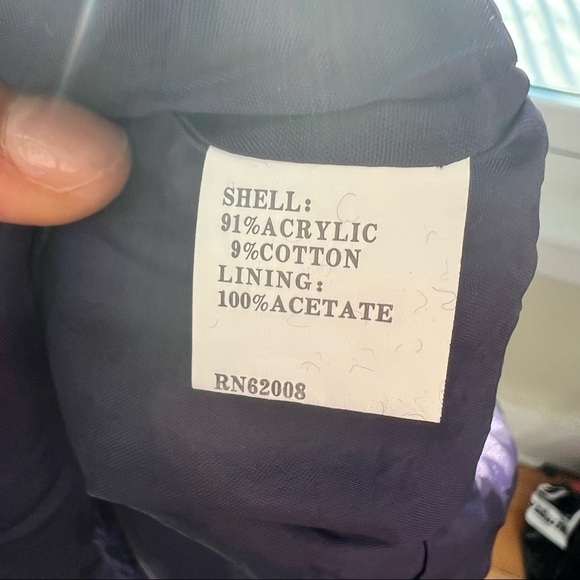 SHELL:
91%ACRYLIC
9%COTTON
LINING:
100%ACETATE
RN62008